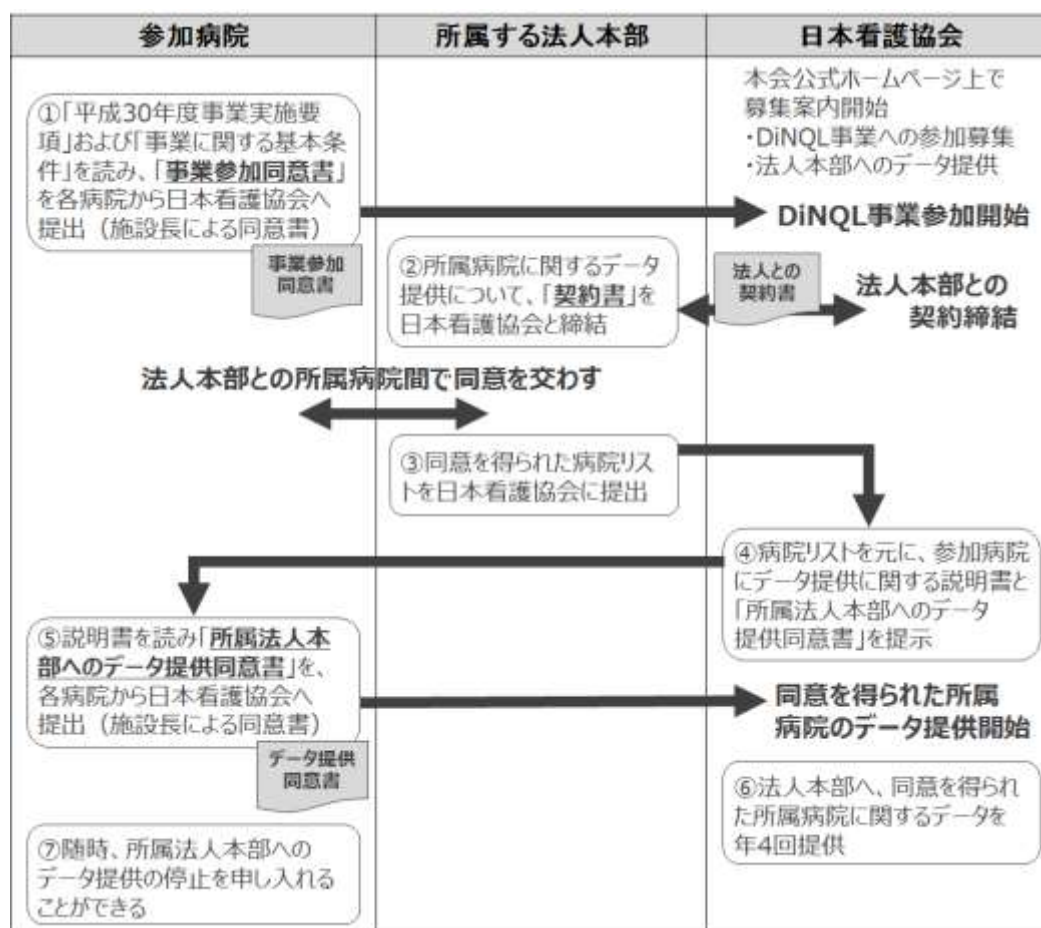 参加病院
所属する法人本部
日本看護協会
本会公式ホームページ上で
募集案内開始
・DiNQL事業への参加募集
・法人本部へのデータ提供
①「平成30年度事業実施要
項」および「事業に関する基本条
件」を読み、「事業参加同意書」
を各病院から日本看護協会へ
提出（施設長による同意書）
DiNQL事業参加開始
事業参加
同意書
②所属病院に関するデータ
提供について、「契約書」を
日本看護協会と締結
法人との
契約書
法人本部との
契約締結
法人本部との所属病院間で同意を交わす
③同意を得られた病院リス
トを日本看護協会に提出
④病院リストを元に、参加病院
にデータ提供に関する説明書と
「所属法人本部へのデータ
提供同意書」を提示
⑤説明書を読み「所属法人本
部へのデータ提供同意書」を、
各病院から日本看護協会へ
提出（施設長による同意書）
同意を得られた所属
病院のデータ提供開始
データ提供
同意書
⑥法人本部へ、同意を得られ
た所属病院に関するデータを
年4回提供
⑦随時、所属法人本部への
データ提供の停止を申し入れる
ことができる